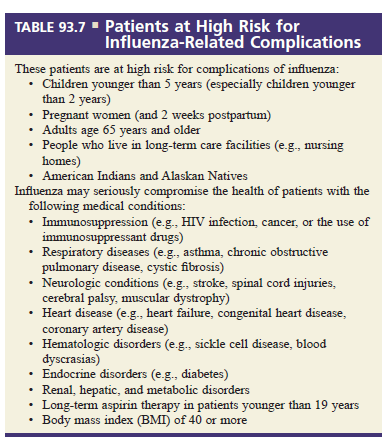 TABLE 93.7 ▪ Patients at High Risk for
Influenza-Related Complications
These patients are at high risk for complications of influenza:
• Children younger than 5 years (especially children younger
than 2 years)
• Pregnant women (and 2 weeks postpartum)
• Adults age 65 years and older
• People who live in long-term care facilities (e.g., nursing
homes)
• American Indians and Alaskan Natives
Influenza may seriously compromise the health of patients with the
following medical conditions:
• Immunosuppression (e.g., HIV infection, cancer, or the use of
immunosuppressant drugs)
• Respiratory diseases (e.g., asthma, chronic obstructive
pulmonary disease, cystic fibrosis)
• Neurologic conditions (e.g., stroke, spinal cord injuries,
cerebral palsy, muscular dystrophy)
• Heart disease (e.g., heart failure, congenital heart disease,
coronary artery disease)
• Hematologic disorders (e.g., sickle cell disease, blood
dyscrasias)
• Endocrine disorders (e.g., diabetes)
• Renal, hepatic, and metabolic disorders
• Long-term aspirin therapy in patients younger than 19 years
• Body mass index (BMI) of 40 or more